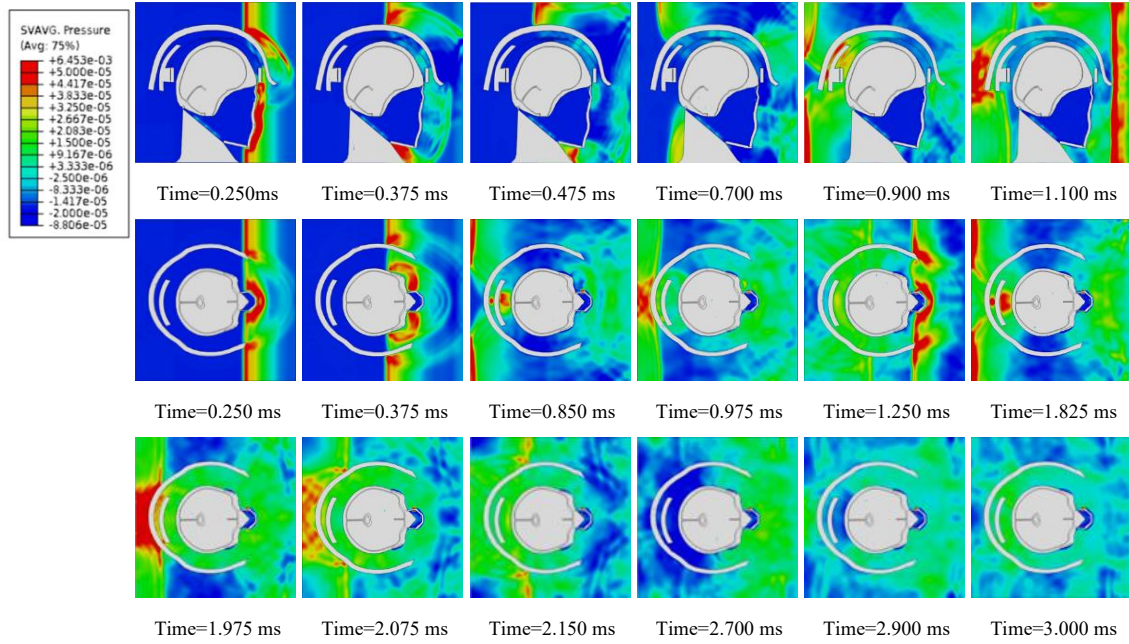 SVAVG. Pressure
(Avg: 75%)
+6.453e-03
+5.000e-05
+4.417e-05
+3.833e-05
+3.250e-05
+2.667e-05
+2.083e-05
+1.500e-05
+9.167e-06
+3.333e-06
-2.500e-06
-8.333e-06
-1.417e-05
-2.000e-05
-8.806e-05
Time=0.250ms
Time=0.375 ms
Time=0.475 ms
Time=0.700 ms
Time=0.900 ms
Time=1.100 ms
Time=0.250 ms
Time=0.375 ms
Time=0.850 ms
Time=0.975 ms
Time=1.250 ms
Time=1.825 ms
Time=1.975 ms
Time=2.075 ms
Time=2.150 ms
Time=2.700 ms
Time=2.900 ms
Time=3.000 ms